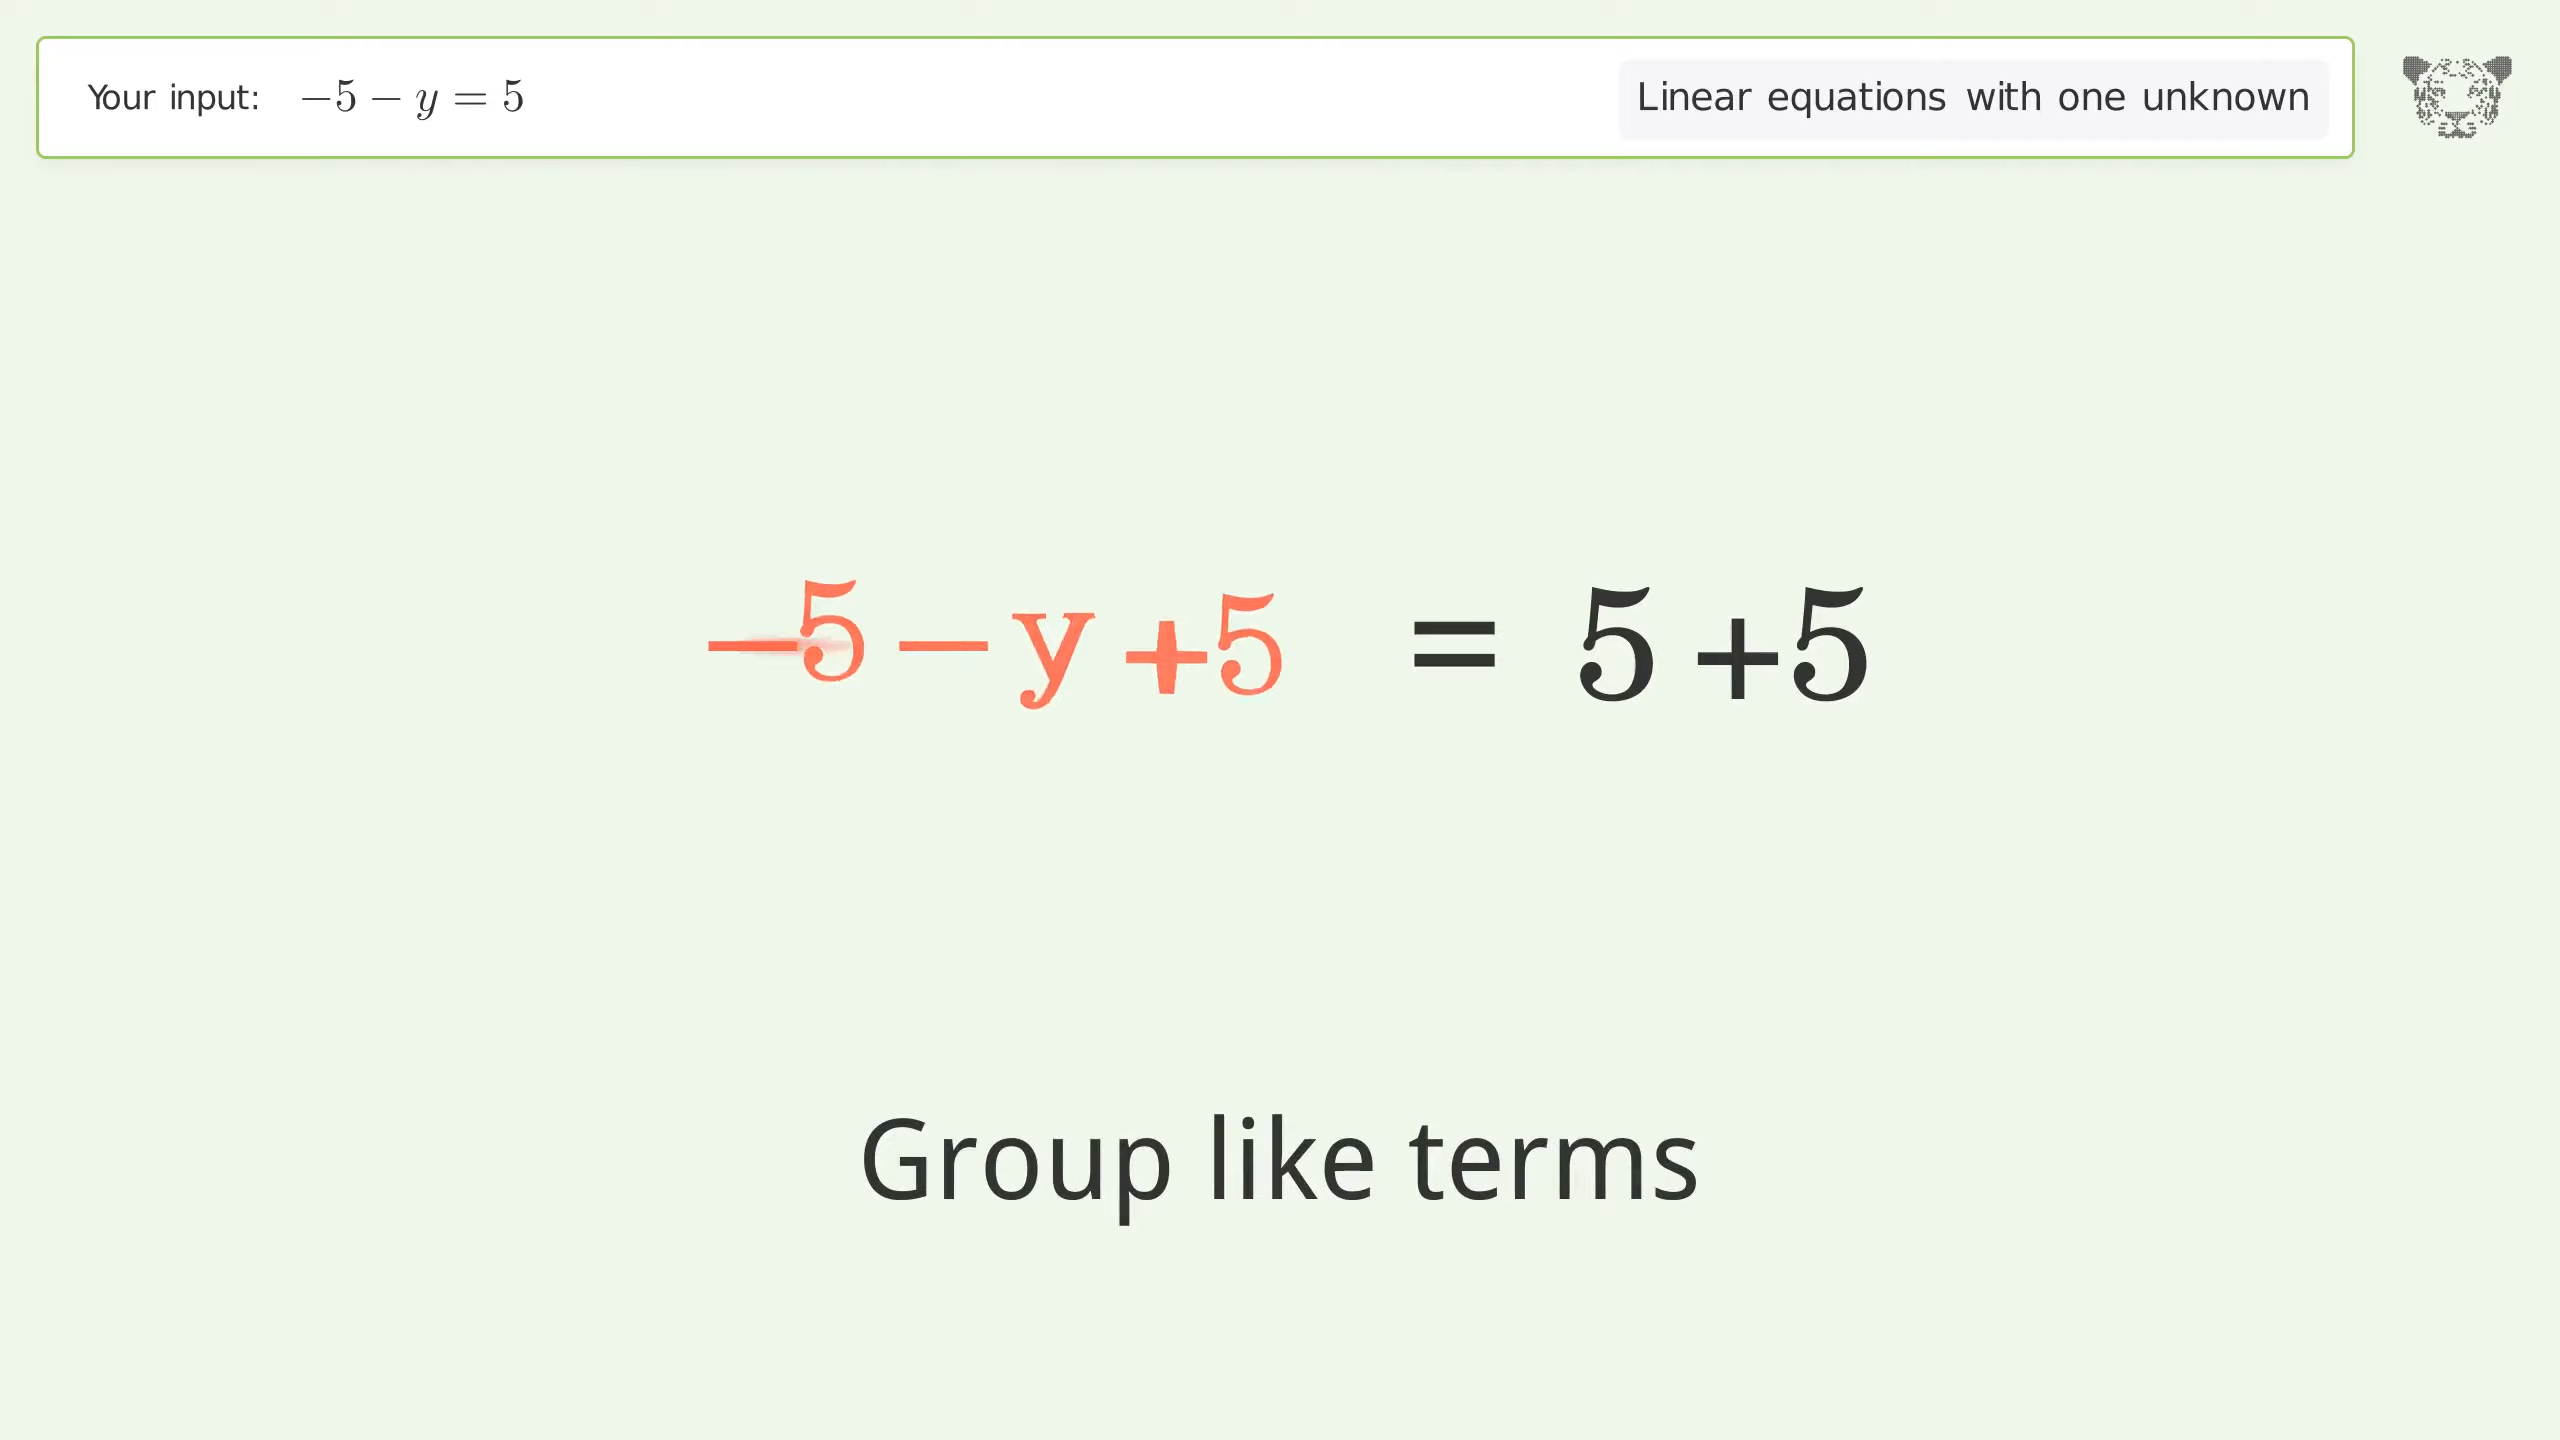 Your input: −5 − y = 5
Linear equations with one unknown
−5 − y +5 = 5 +5
Group like terms